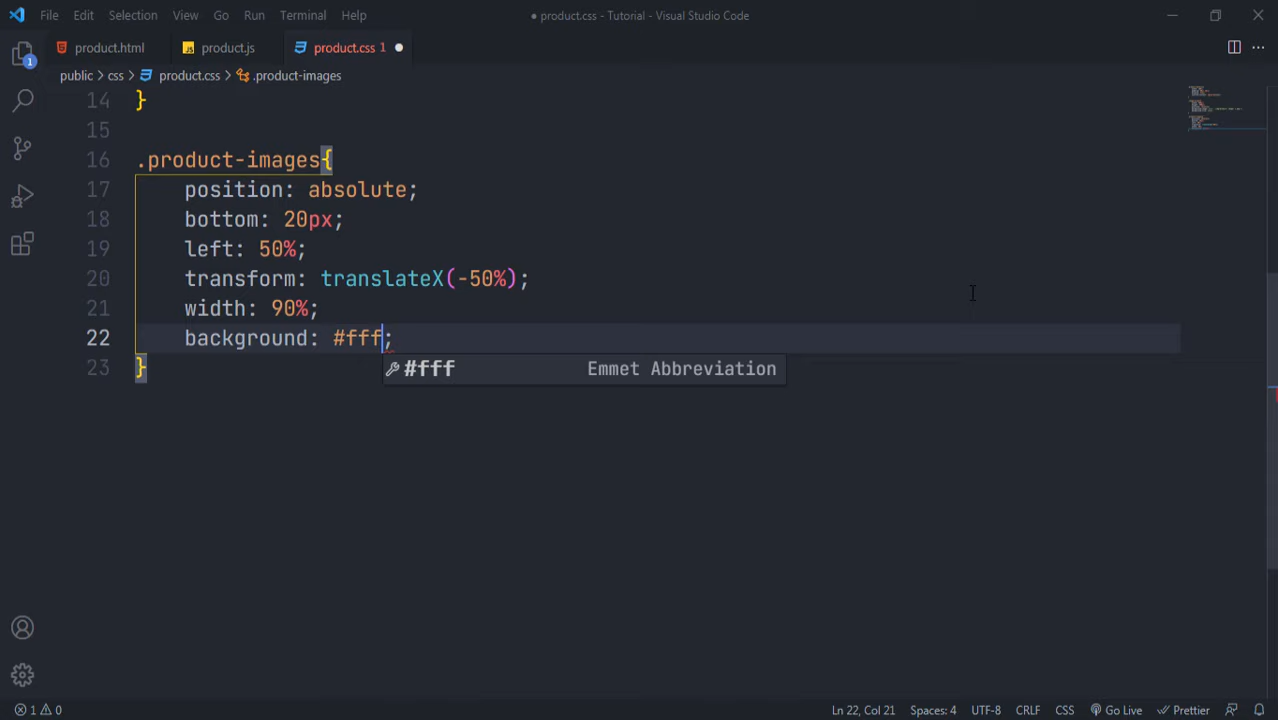 File Edit Selection View Go Run Terminal Help ● product.css - Tutorial - Visual Studio Code
product.html product.js product.css 1
public > css > product.css > .product-images
14 }
15
16 .product-images{
17 position: absolute;
18 bottom: 20px;
19 left: 50%;
20 transform: translateX(-50%);
21 width: 90%;
22 background: #fff;
#fff Emmet Abbreviation
23 }
1
1 0 Ln 22, Col 21 Spaces: 4 UTF-8 CRLF CSS Go Live Prettier